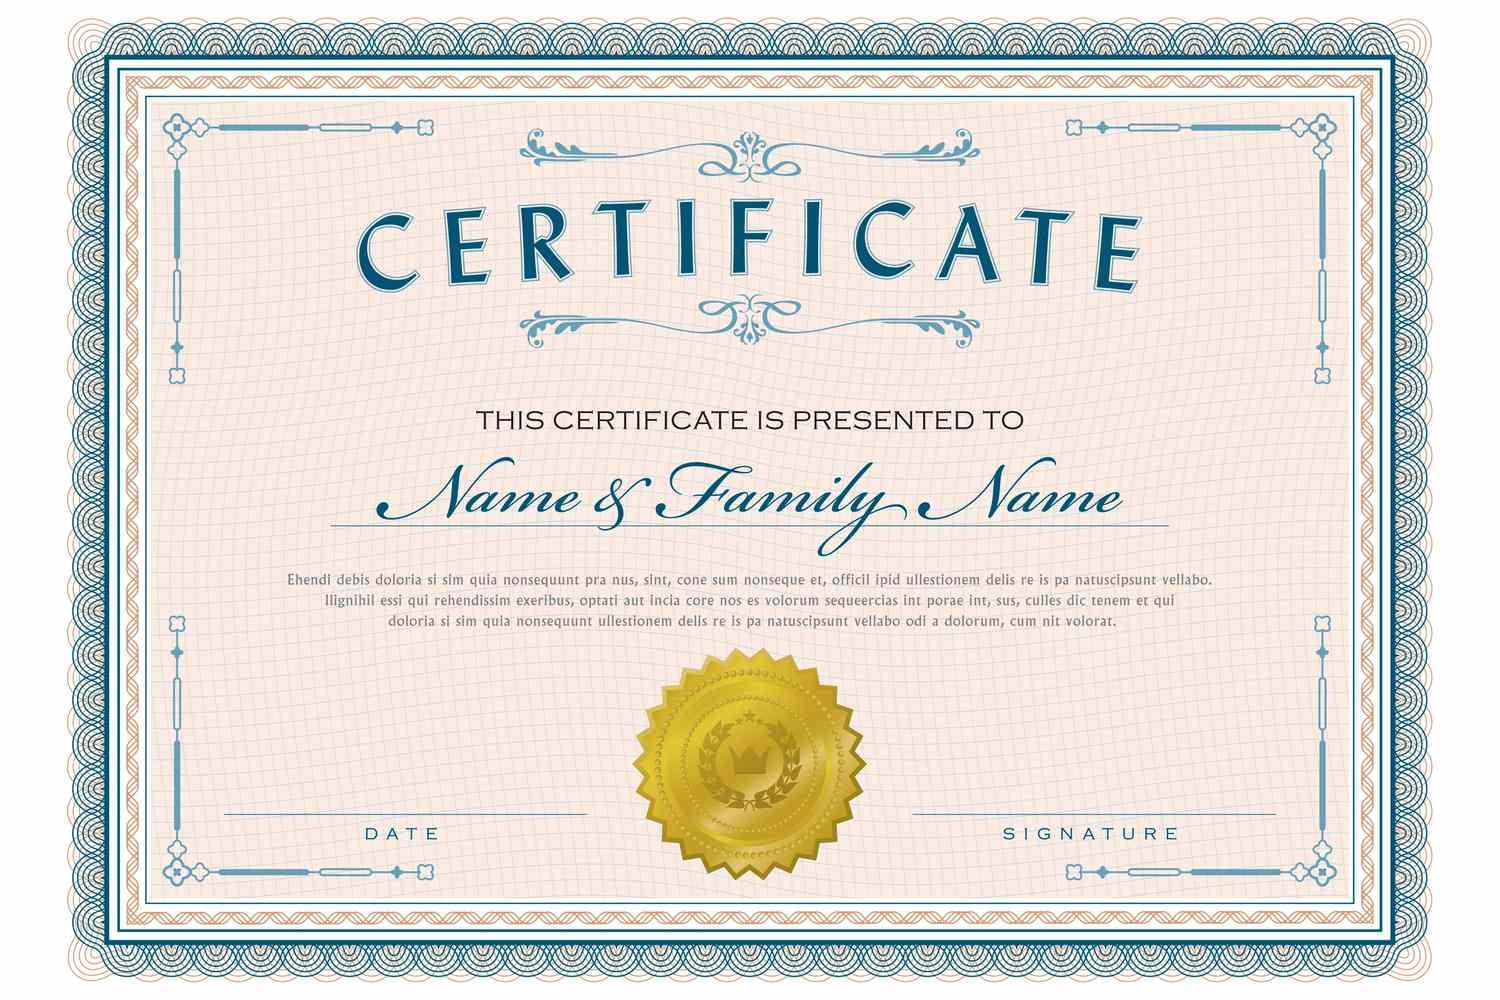 CERTIFICATE
THIS CERTIFICATE IS PRESENTED TO
Name & Family Name
Ehendi debis doloria si sim quia nonsequunt pra nus, sint, cone sum nonseque et, officil ipid ullestionem delis re is pa natuscipsunt vellabo.
Ilignihil essi qui rehendissim exeribus, optati aut incia core nos es volorum sequeercias int porae int, sus, culles dic tenem et qui
doloria si sim quia nonsequunt ullestionem delis re is pa natuscipsunt vellabo odi a dolorum, cum nit volorat.
DATE
SIGNATURE